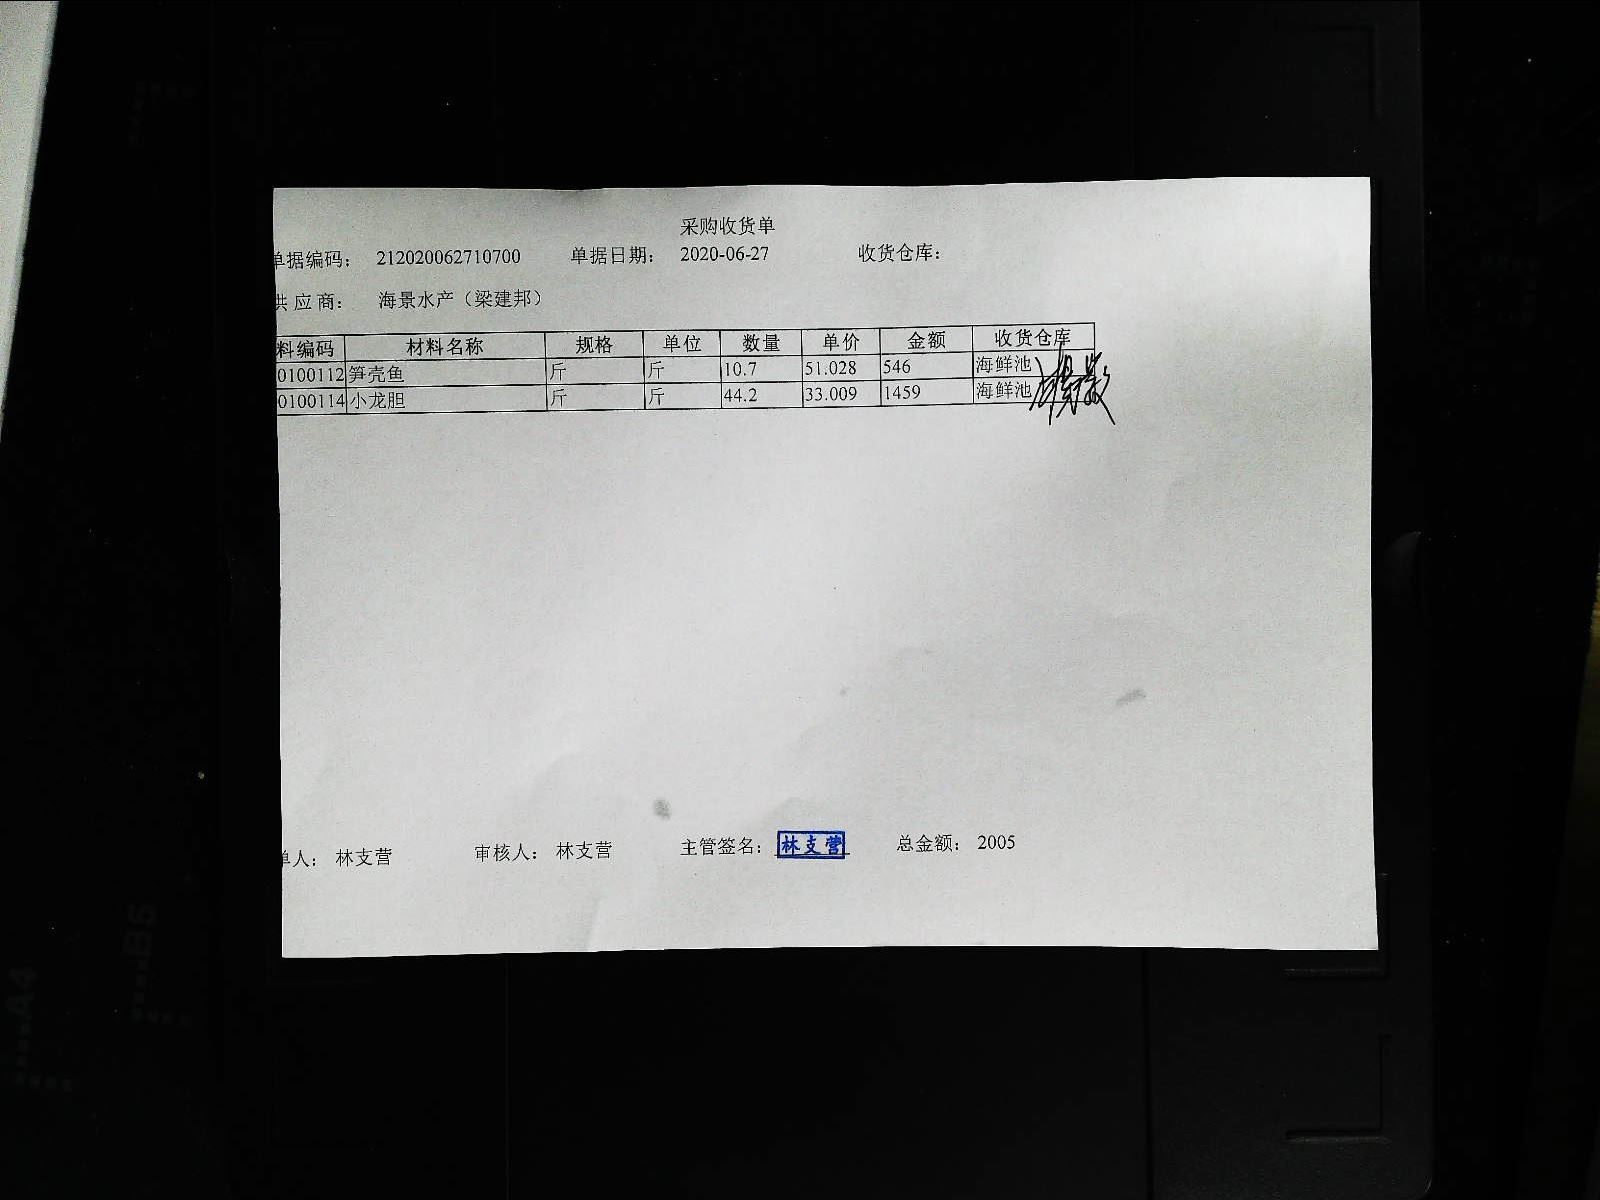 采购收货单
单据编码： 212020062710700 单据日期： 2020-06-27 收货仓库：
供应商： 海景水产（梁建邦）
料编码 材料名称 规格 单位 数量 单价 金额 收货仓库
0100112 笋壳鱼 斤 斤 10.7 51.028 546 海鲜池
0100114 小龙胆 斤 斤 44.2 33.009 1459 海鲜池
单人： 林支营 审核人： 林支营 主管签名： 林支营 总金额： 2005
B5
A4